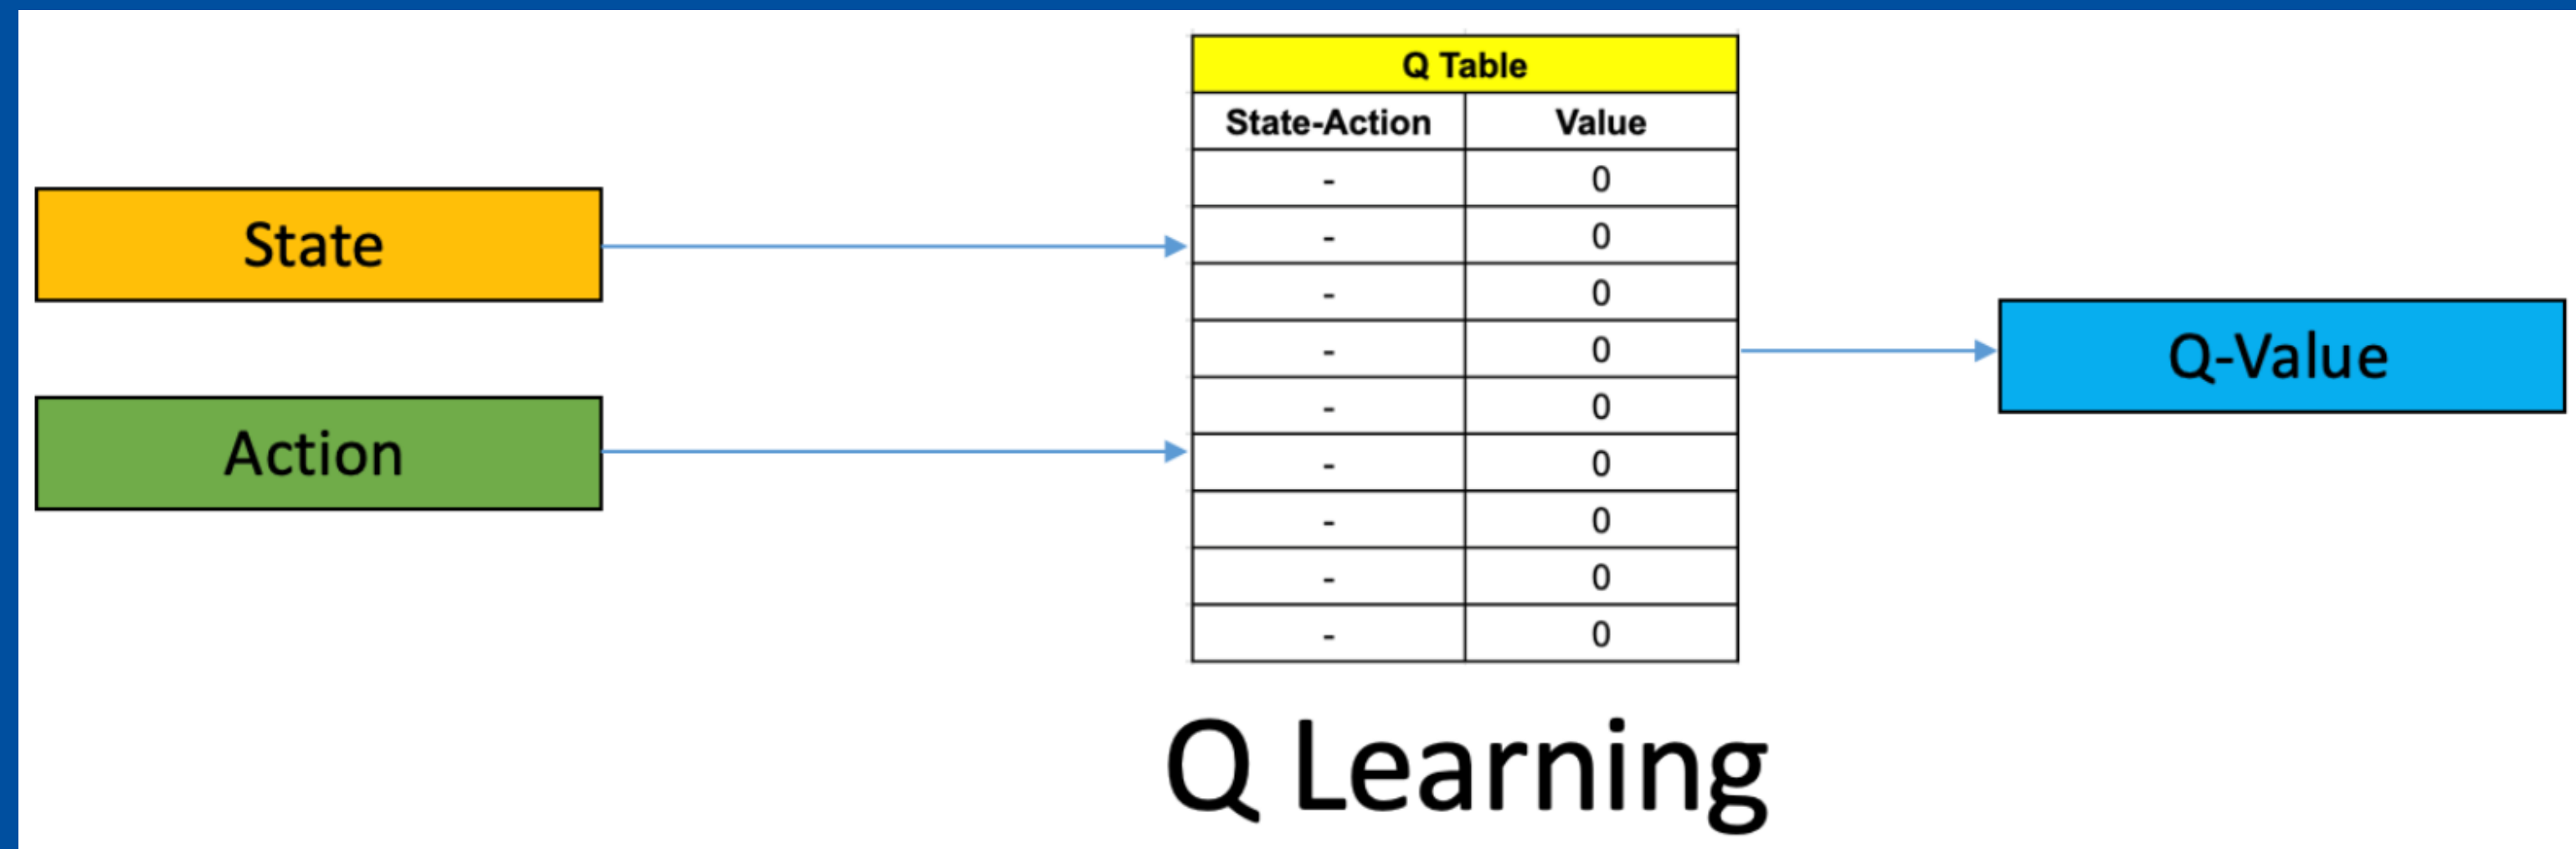 Q Table
State-Action Value
- 0
- 0
State
- 0
- 0
Q-Value
- 0
Action
- 0
- 0
- 0
- 0
Q Learning